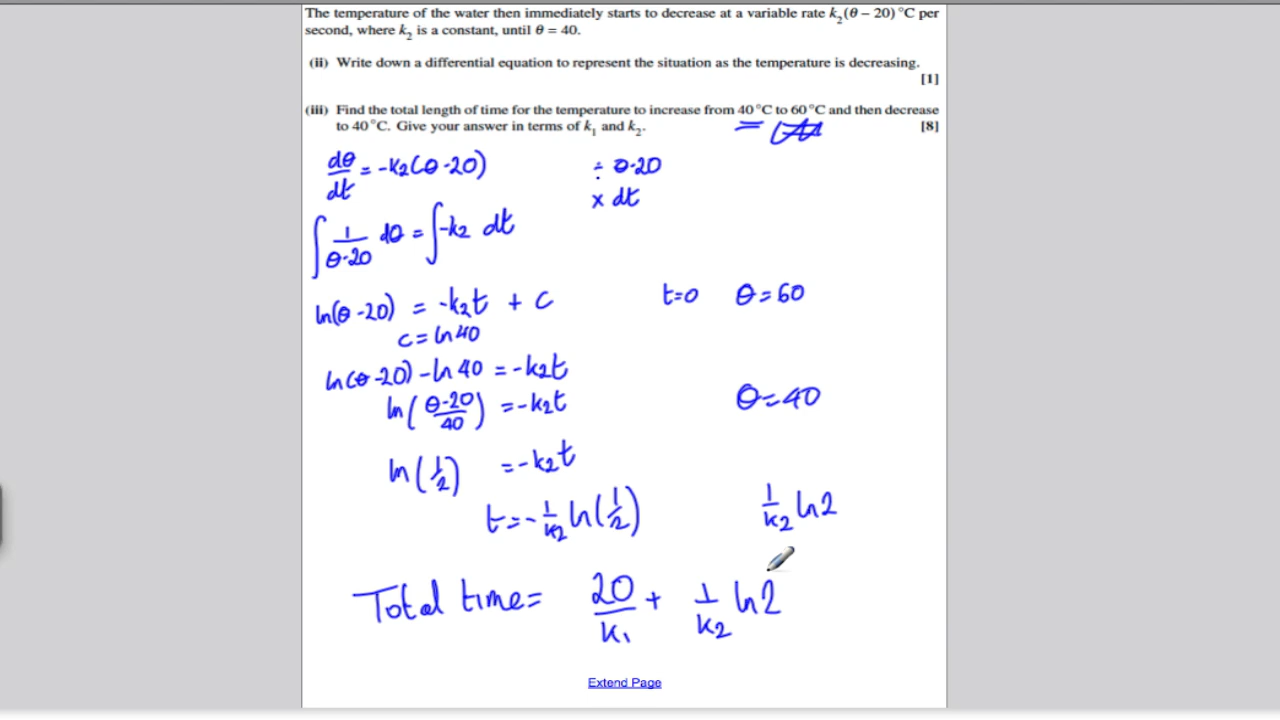 The temperature of the water then immediately starts to decrease at a variable rate k₂(θ – 20) °C per
second, where k₂ is a constant, until θ = 40.
(ii) Write down a differential equation to represent the situation as the temperature is decreasing.
[1]
(iii) Find the total length of time for the temperature to increase from 40 °C to 60 °C and then decrease
to 40 °C. Give your answer in terms of k₁ and k₂. [8]
dθ/dt = -k₂(θ-20) ÷ θ-20
x dt
∫ 1/(θ-20) dθ = ∫ -k₂ dt
ln(θ-20) = -k₂t + c t=0 θ=60
c = ln 40
ln(θ-20) - ln 40 = -k₂t
ln(θ-20/40) = -k₂t θ=40
ln(1/2) = -k₂t
t = -1/k₂ ln(1/2) 1/k₂ ln2
Total time = 20/k₁ + 1/k₂ ln2
Extend Page